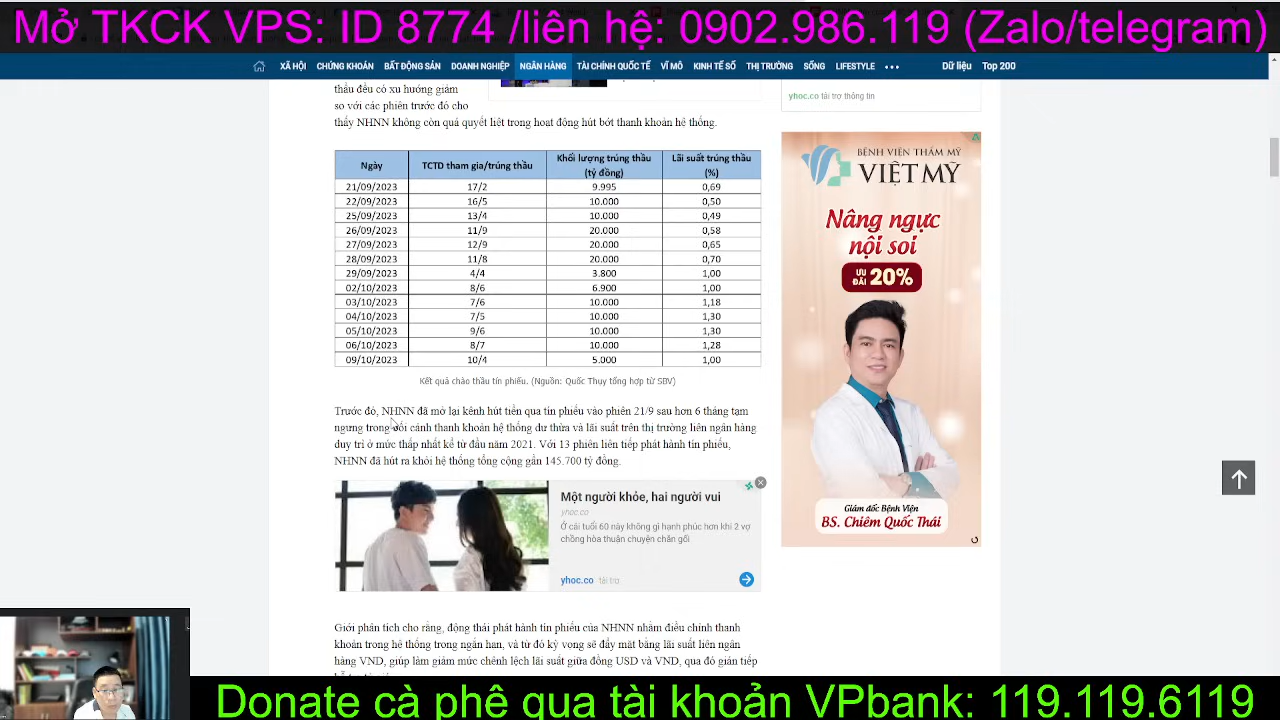 Mở TKCK VPS: ID 8774 /liên hệ: 0902.986.119 (Zalo/telegram)
XÃ HỘI CHỨNG KHOÁN BẤT ĐỘNG SẢN DOANH NGHIỆP NGÂN HÀNG TÀI CHÍNH QUỐC TẾ VĨ MÔ KINH TẾ SỐ THỊ TRƯỜNG SỐNG LIFESTYLE ••• Dữ liệu Top 200
thầu đều có xu hướng giảm
so với các phiên trước đó cho
thấy NHNN không còn quá quyết liệt trong hoạt động hút bớt thanh khoản hệ thống.
yhoc.co tài trợ thông tin
Ngày TCTD tham gia/trúng thầu Khối lượng trúng thầu (tỷ đồng) Lãi suất trúng thầu (%)
21/09/2023 17/2 9.995 0,69
22/09/2023 16/5 10.000 0,50
25/09/2023 13/4 10.000 0,49
26/09/2023 11/9 20.000 0,58
27/09/2023 12/9 20.000 0,65
28/09/2023 11/8 20.000 0,70
29/09/2023 4/4 3.800 1,00
02/10/2023 8/6 6.900 1,00
03/10/2023 7/6 10.000 1,18
04/10/2023 7/5 10.000 1,30
05/10/2023 9/6 10.000 1,30
06/10/2023 8/7 10.000 1,28
09/10/2023 10/4 5.000 1,00
Kết quả chào thầu tín phiếu. (Nguồn: Quốc Thụy tổng hợp từ SBV)
Trước đó, NHNN đã mở lại kênh hút tiền qua tín phiếu vào phiên 21/9 sau hơn 6 tháng tạm
ngưng trong bối cảnh thanh khoản hệ thống dư thừa và lãi suất trên thị trường liên ngân hàng
duy trì ở mức thấp nhất kể từ đầu năm 2021. Với 13 phiên liên tiếp phát hành tín phiếu,
NHNN đã hút ra khỏi hệ thống tổng cộng gần 145.700 tỷ đồng.
Một người khỏe, hai người vui
yhoc.co
Ở cái tuổi 60 này không gì hạnh phúc hơn khi 2 vợ
chồng hòa thuận chuyện chăn gối
yhoc.co tài trợ
Giới phân tích cho rằng, động thái phát hành tín phiếu của NHNN nhằm điều chỉnh thanh
khoản trong hệ thống trong ngắn hạn, và từ đó kỳ vọng sẽ đẩy mặt bằng lãi suất liên ngân
hàng VND, giúp làm giảm mức chênh lệch lãi suất giữa đồng USD và VND, qua đó gián tiếp
BỆNH VIỆN THẨM MỸ
VIỆT MỸ
Nâng ngực
nội soi
ƯU ĐÃI 20%
Giám đốc Bệnh Viện
BS. Chiêm Quốc Thái
Donate cà phê qua tài khoản VPbank: 119.119.6119